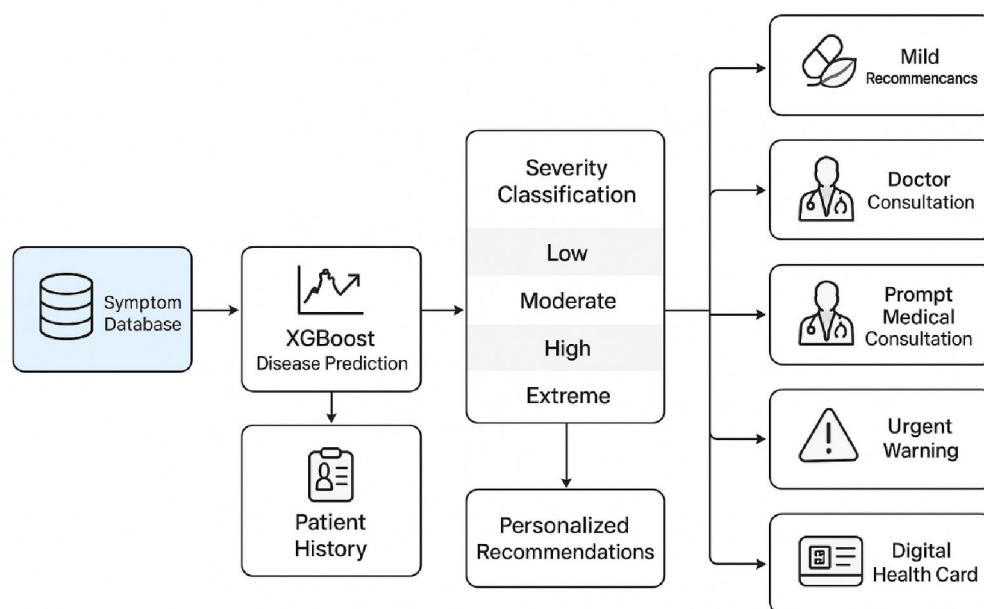 Symptom
Database
XGBoost
Disease Prediction
Patient
History
Severity
Classification
Low
Moderate
High
Extreme
Personalized
Recommendations
Mild
Recommencancs
Doctor
Consultation
Prompt
Medical
Consultation
Urgent
Warning
Digital
Health Card